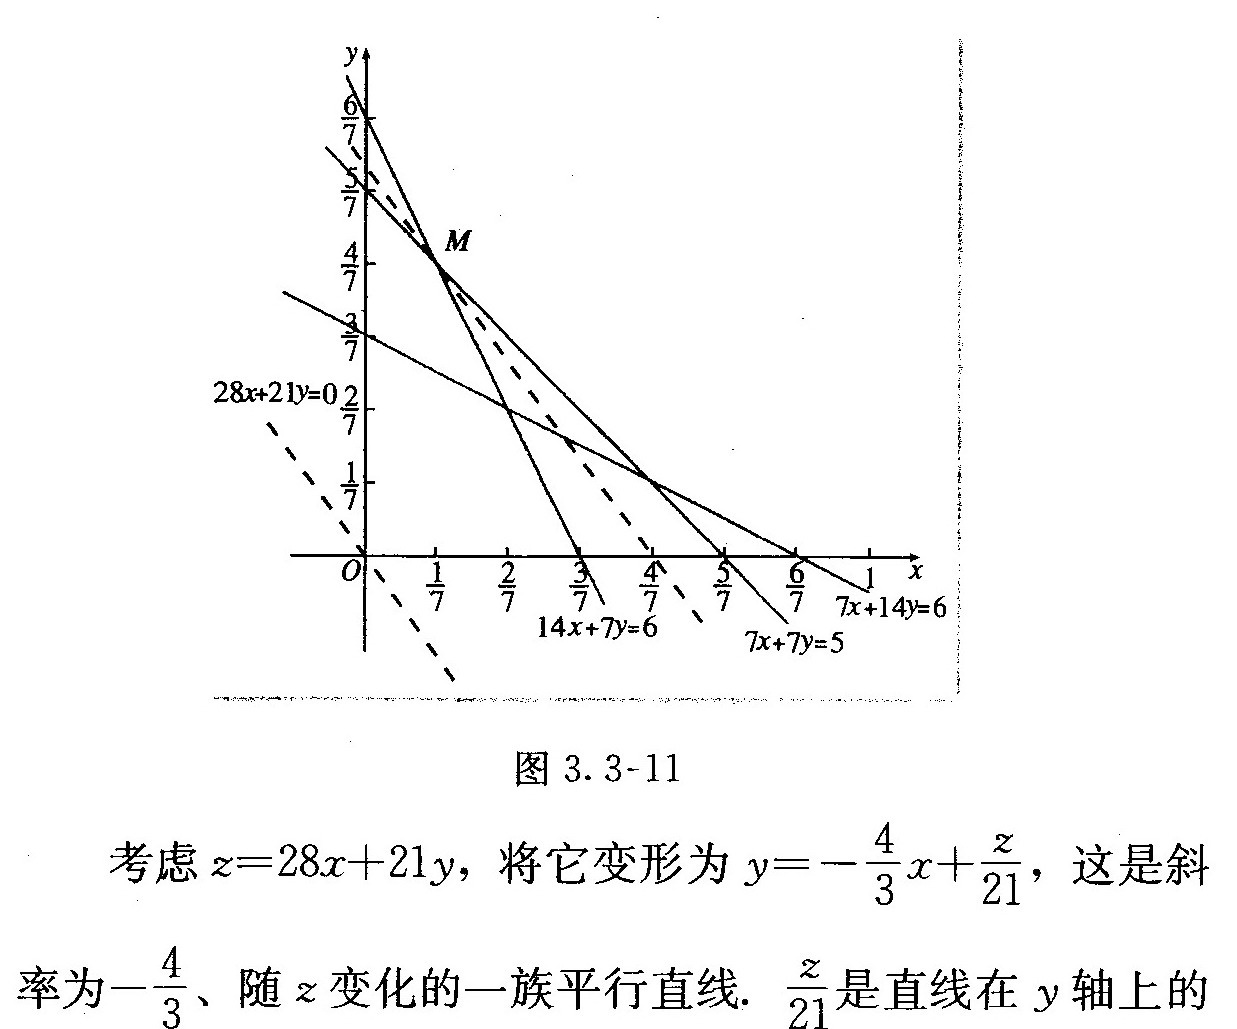 y
6/7
5/7
M
4/7
3/7
28x+21y=0
2/7
1/7
O
1/7 2/7 3/7 4/7 5/7 6/7 1 x
14x+7y=6
7x+7y=5
7x+14y=6
图 3.3-11
考虑 z=28x+21y, 将它变形为 y=-4/3x+z/21, 这是斜
率为-4/3、随 z 变化的一族平行直线. z/21是直线在 y 轴上的